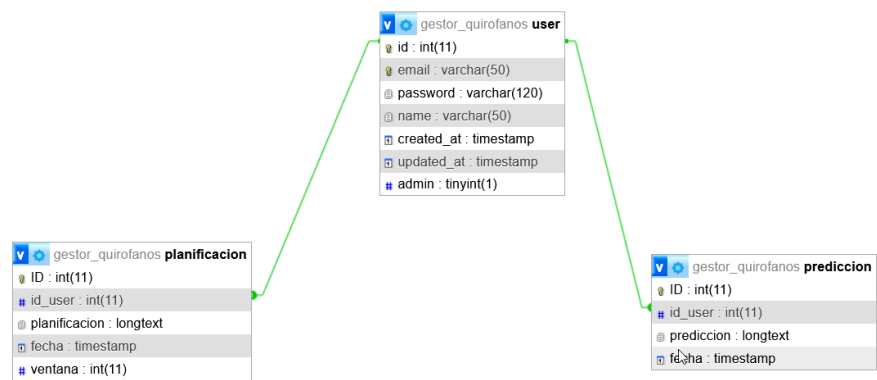 gestor_quirofanos user
id : int(11)
email : varchar(50)
password : varchar(120)
name : varchar(50)
created_at : timestamp
updated_at : timestamp
admin : tinyint(1)
gestor_quirofanos planificacion
ID : int(11)
id_user : int(11)
planificacion : longtext
fecha : timestamp
ventana : int(11)
gestor_quirofanos prediccion
ID : int(11)
id_user : int(11)
prediccion : longtext
fecha : timestamp